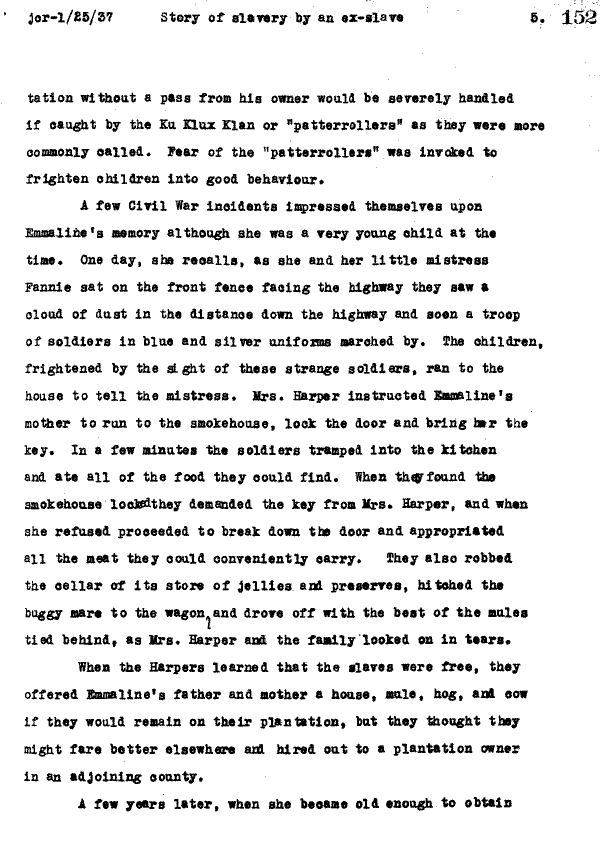 jor-1/25/37 Story of slavery by an ex-slave 5. 152
tation without a pass from his owner would be severely handled
if caught by the Ku Klux Klan or "patterrollers" as they were more
commonly called. Fear of the "patterrollers" was invoked to
frighten children into good behaviour.
A few Civil War incidents impressed themselves upon
Emmaline's memory although she was a very young child at the
time. One day, she recalls, as she and her little mistress
Fannie sat on the front fence facing the highway they saw a
cloud of dust in the distance down the highway and soon a troop
of soldiers in blue and silver uniforms marched by. The children,
frightened by the sight of these strange soldiers, ran to the
house to tell the mistress. Mrs. Harper instructed Emmaline's
mother to run to the smokehouse, lock the door and bring her the
key. In a few minutes the soldiers tramped into the kitchen
and ate all of the food they could find. When they found the
smokehouse locked they demanded the key from Mrs. Harper, and when
she refused proceeded to break down the door and appropriated
all the meat they could conveniently carry. They also robbed
the cellar of its store of jellies and preserves, hitched the
buggy mare to the wagon, and drove off with the best of the mules
tied behind, as Mrs. Harper and the family looked on in tears.
When the Harpers learned that the slaves were free, they
offered Emmaline's father and mother a house, mule, hog, and cow
if they would remain on their plantation, but they thought they
might fare better elsewhere and hired out to a plantation owner
in an adjoining county.
A few years later, when she became old enough to obtain